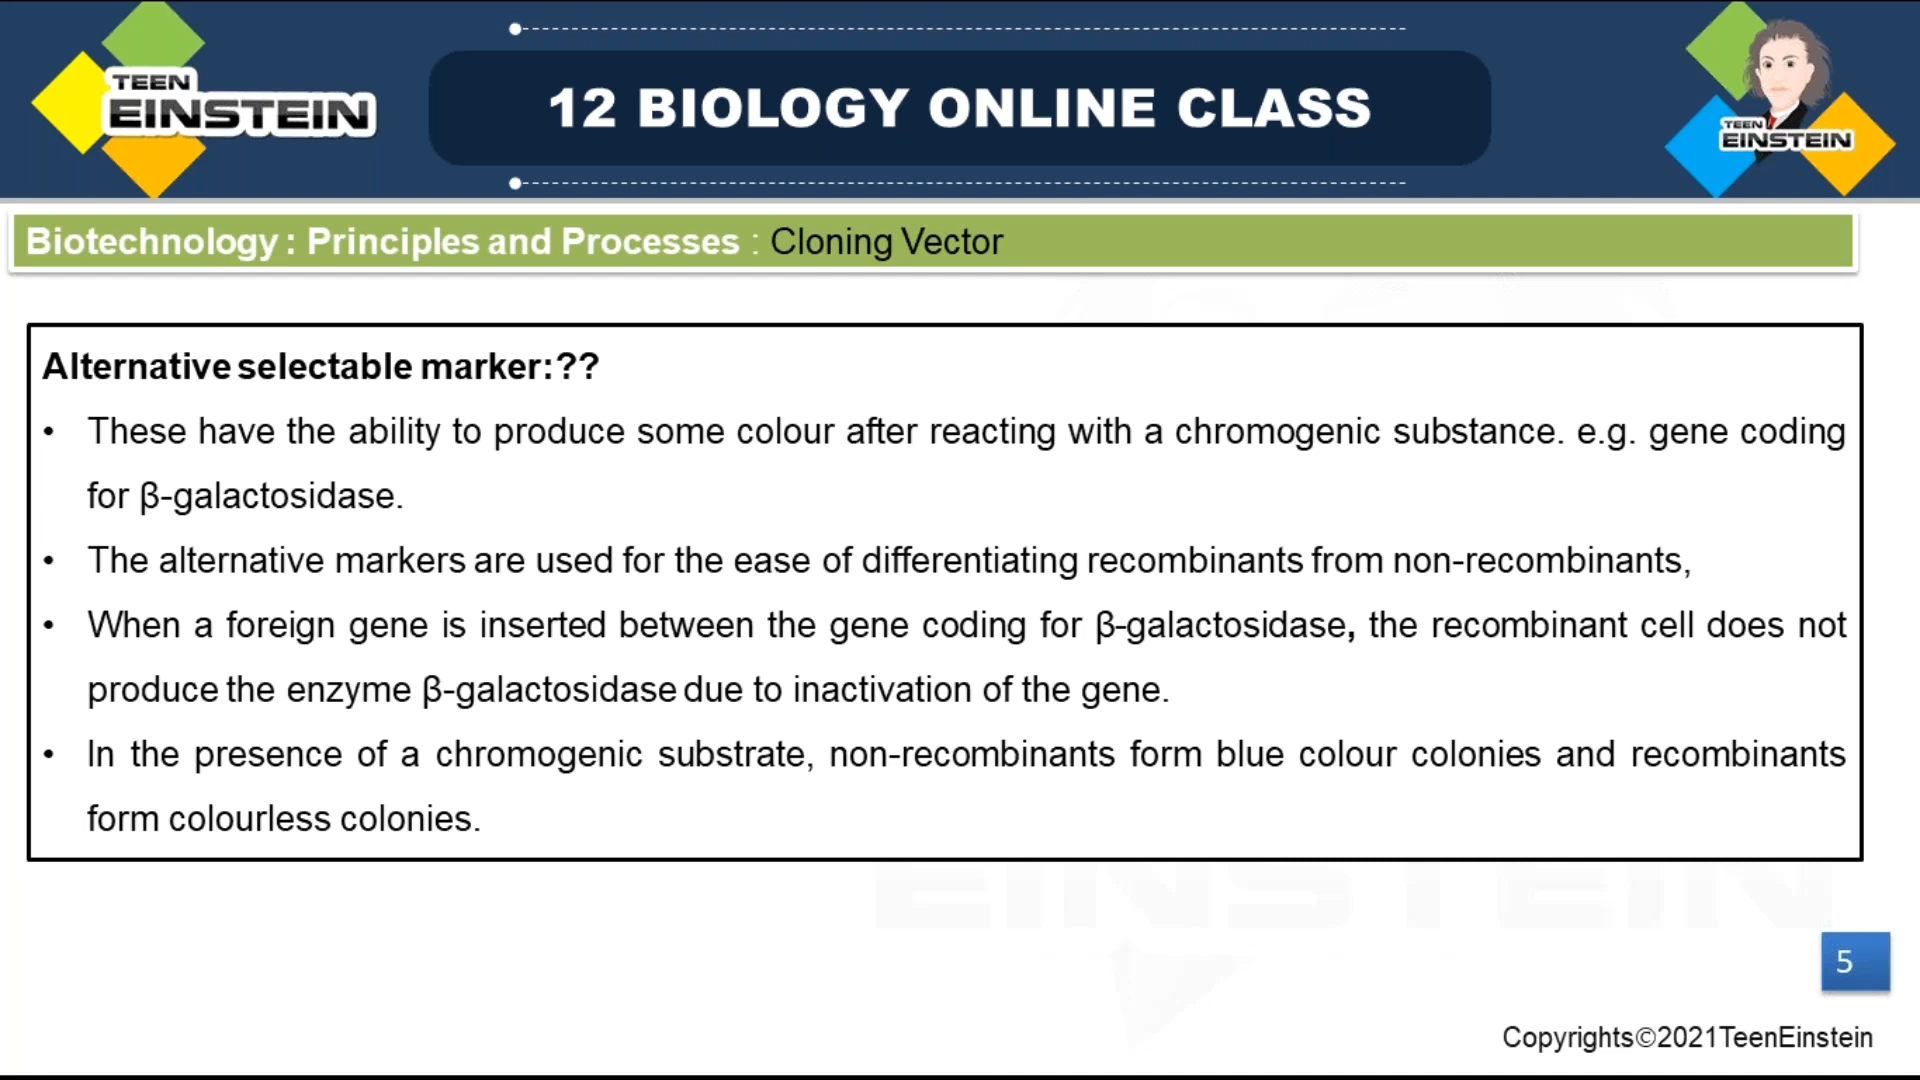 TEEN
EINSTEIN
12 BIOLOGY ONLINE CLASS
TEEN
EINSTEIN
Biotechnology : Principles and Processes : Cloning Vector
Alternative selectable marker:??
• These have the ability to produce some colour after reacting with a chromogenic substance. e.g. gene coding
for β-galactosidase.
• The alternative markers are used for the ease of differentiating recombinants from non-recombinants,
• When a foreign gene is inserted between the gene coding for β-galactosidase, the recombinant cell does not
produce the enzyme β-galactosidase due to inactivation of the gene.
• In the presence of a chromogenic substrate, non-recombinants form blue colour colonies and recombinants
form colourless colonies.
EINSTEIN
5
Copyrights©2021TeenEinstein